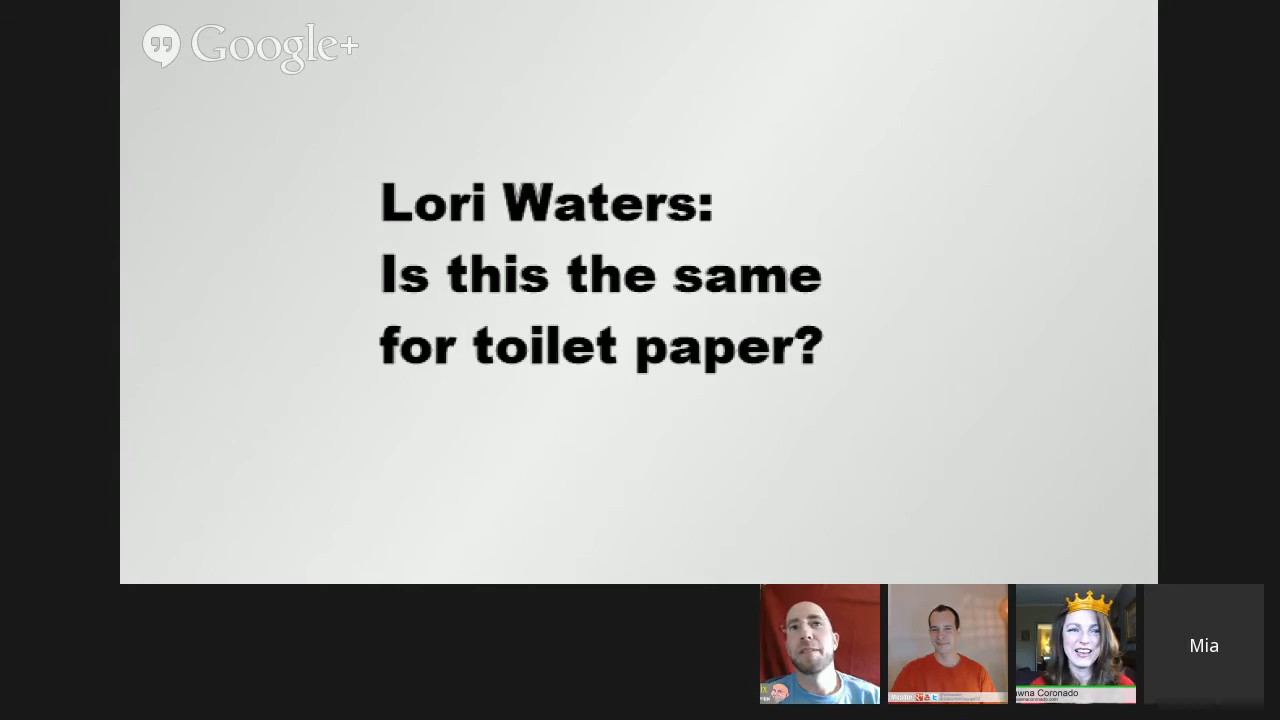 Google+
Lori Waters:
Is this the same
for toilet paper?
Mia
awna Coronado